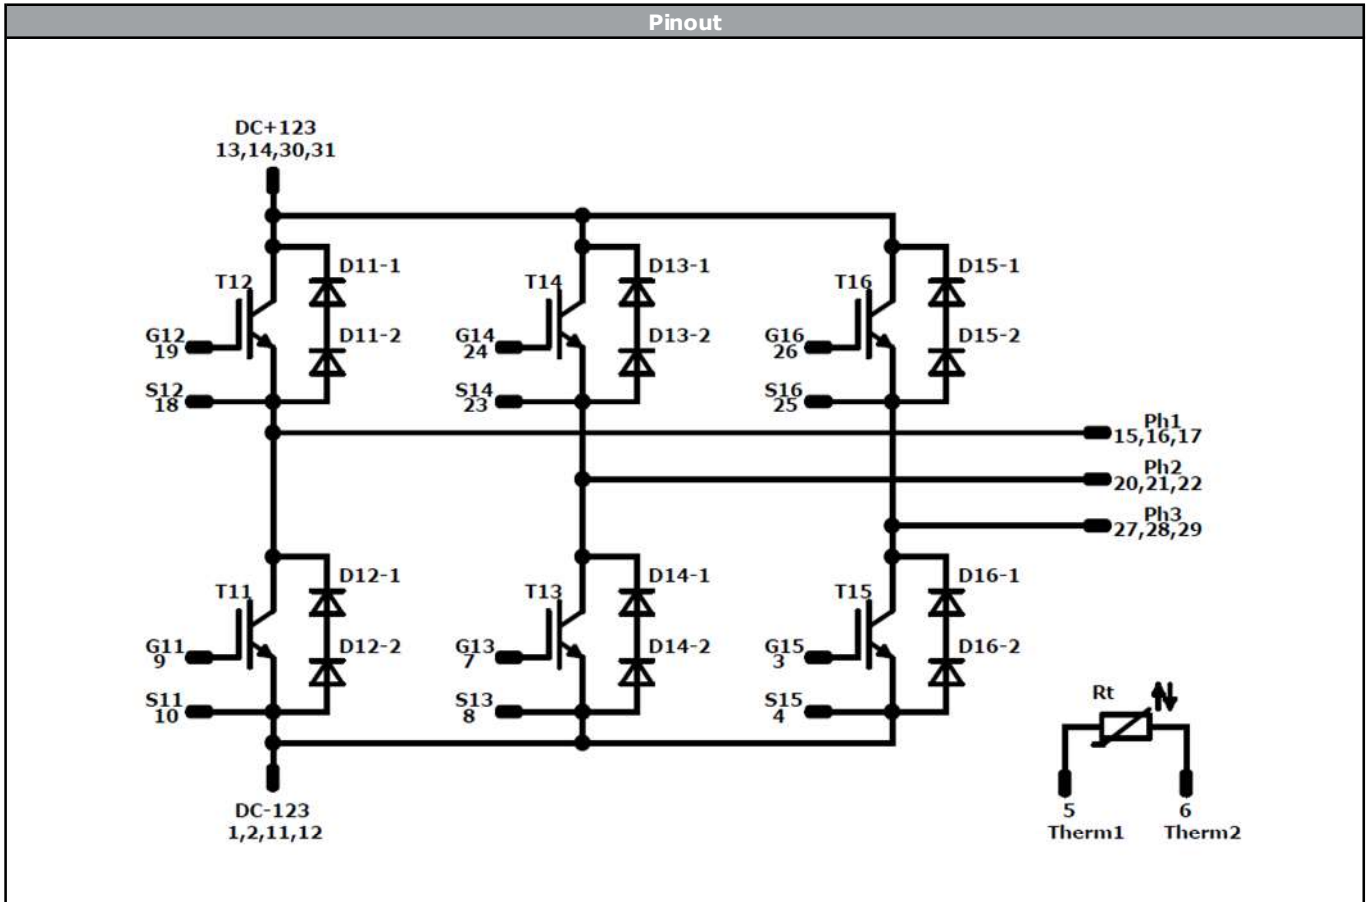 Pinout
DC+123
13,14,30,31
D11-1
D13-1
D15-1
T12
T14
T16
G12
19
D11-2
G14
24
D13-2
G16
26
D15-2
S12
18
S14
23
S16
25
Ph1
15,16,17
Ph2
20,21,22
Ph3
27,28,29
D12-1
D14-1
D16-1
T11
T13
T15
G11
9
D12-2
G13
7
D14-2
G15
3
D16-2
S11
10
S13
8
S15
4
Rt
DC-123
1,2,11,12
5
Therm1
6
Therm2